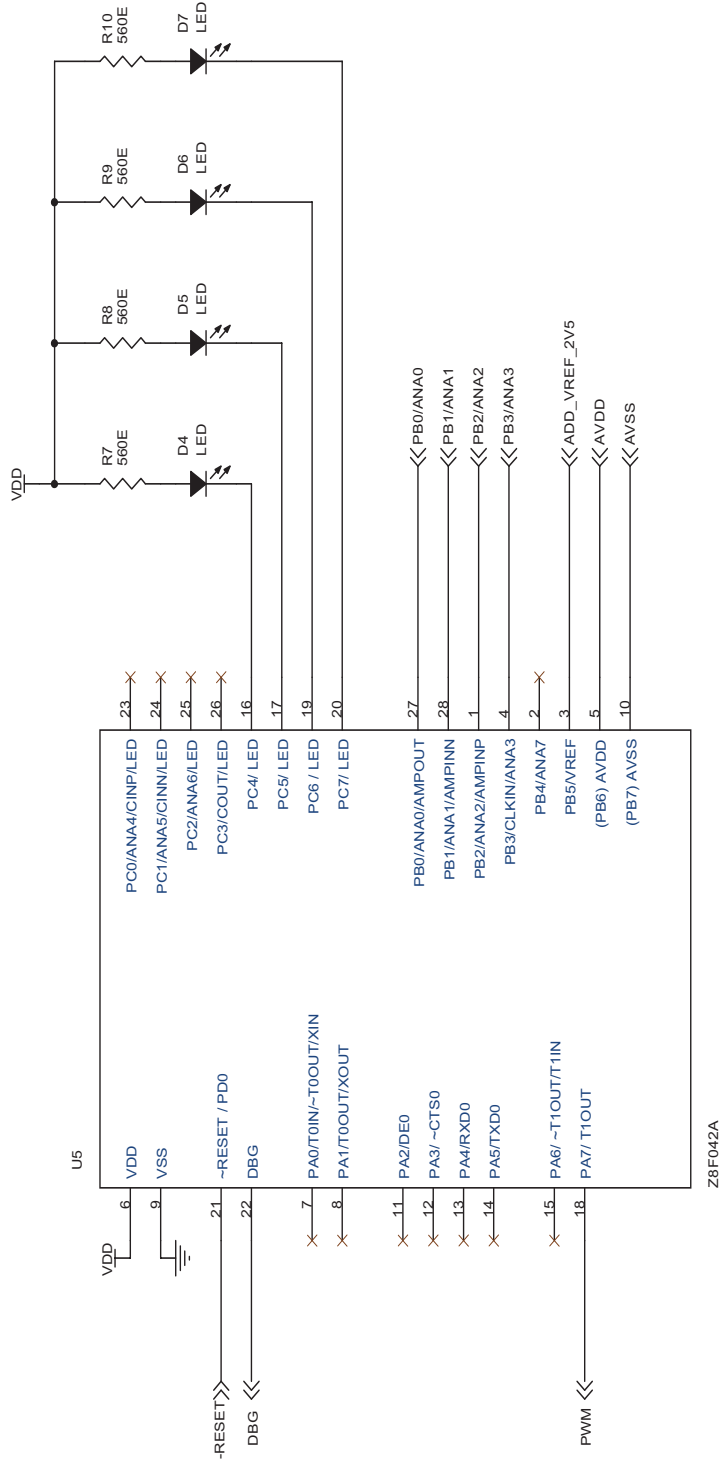 VDD
R7
560E
R8
560E
R9
560E
R10
560E
D4
LED
D5
LED
D6
LED
D7
LED
U5
VDD
6
VDD
9
VSS
~RESET
21
~RESET / PD0
DBG
22
DBG
7
PA0/T0IN/~T0OUT/XIN
8
PA1/T0OUT/XOUT
11
PA2/DE0
12
PA3/ ~CTS0
13
PA4/RXD0
14
PA5/TXD0
15
PA6/ ~T1OUT/T1IN
PWM
18
PA7/ T1OUT
PC0/ANA4/CINP/LED
23
PC1/ANA5/CINN/LED
24
PC2/ANA6/LED
25
PC3/COUT/LED
26
PC4/ LED
16
PC5/ LED
17
PC6 / LED
19
PC7/ LED
20
PB0/ANA0/AMPOUT
27
PB0/ANA0
PB1/ANA1/AMPINN
28
PB1/ANA1
PB2/ANA2/AMPINP
1
PB2/ANA2
PB3/CLKIN/ANA3
4
PB3/ANA3
PB4/ANA7
2
PB5/VREF
3
ADD_VREF_2V5
(PB6) AVDD
5
AVDD
(PB7) AVSS
10
AVSS
Z8F042A